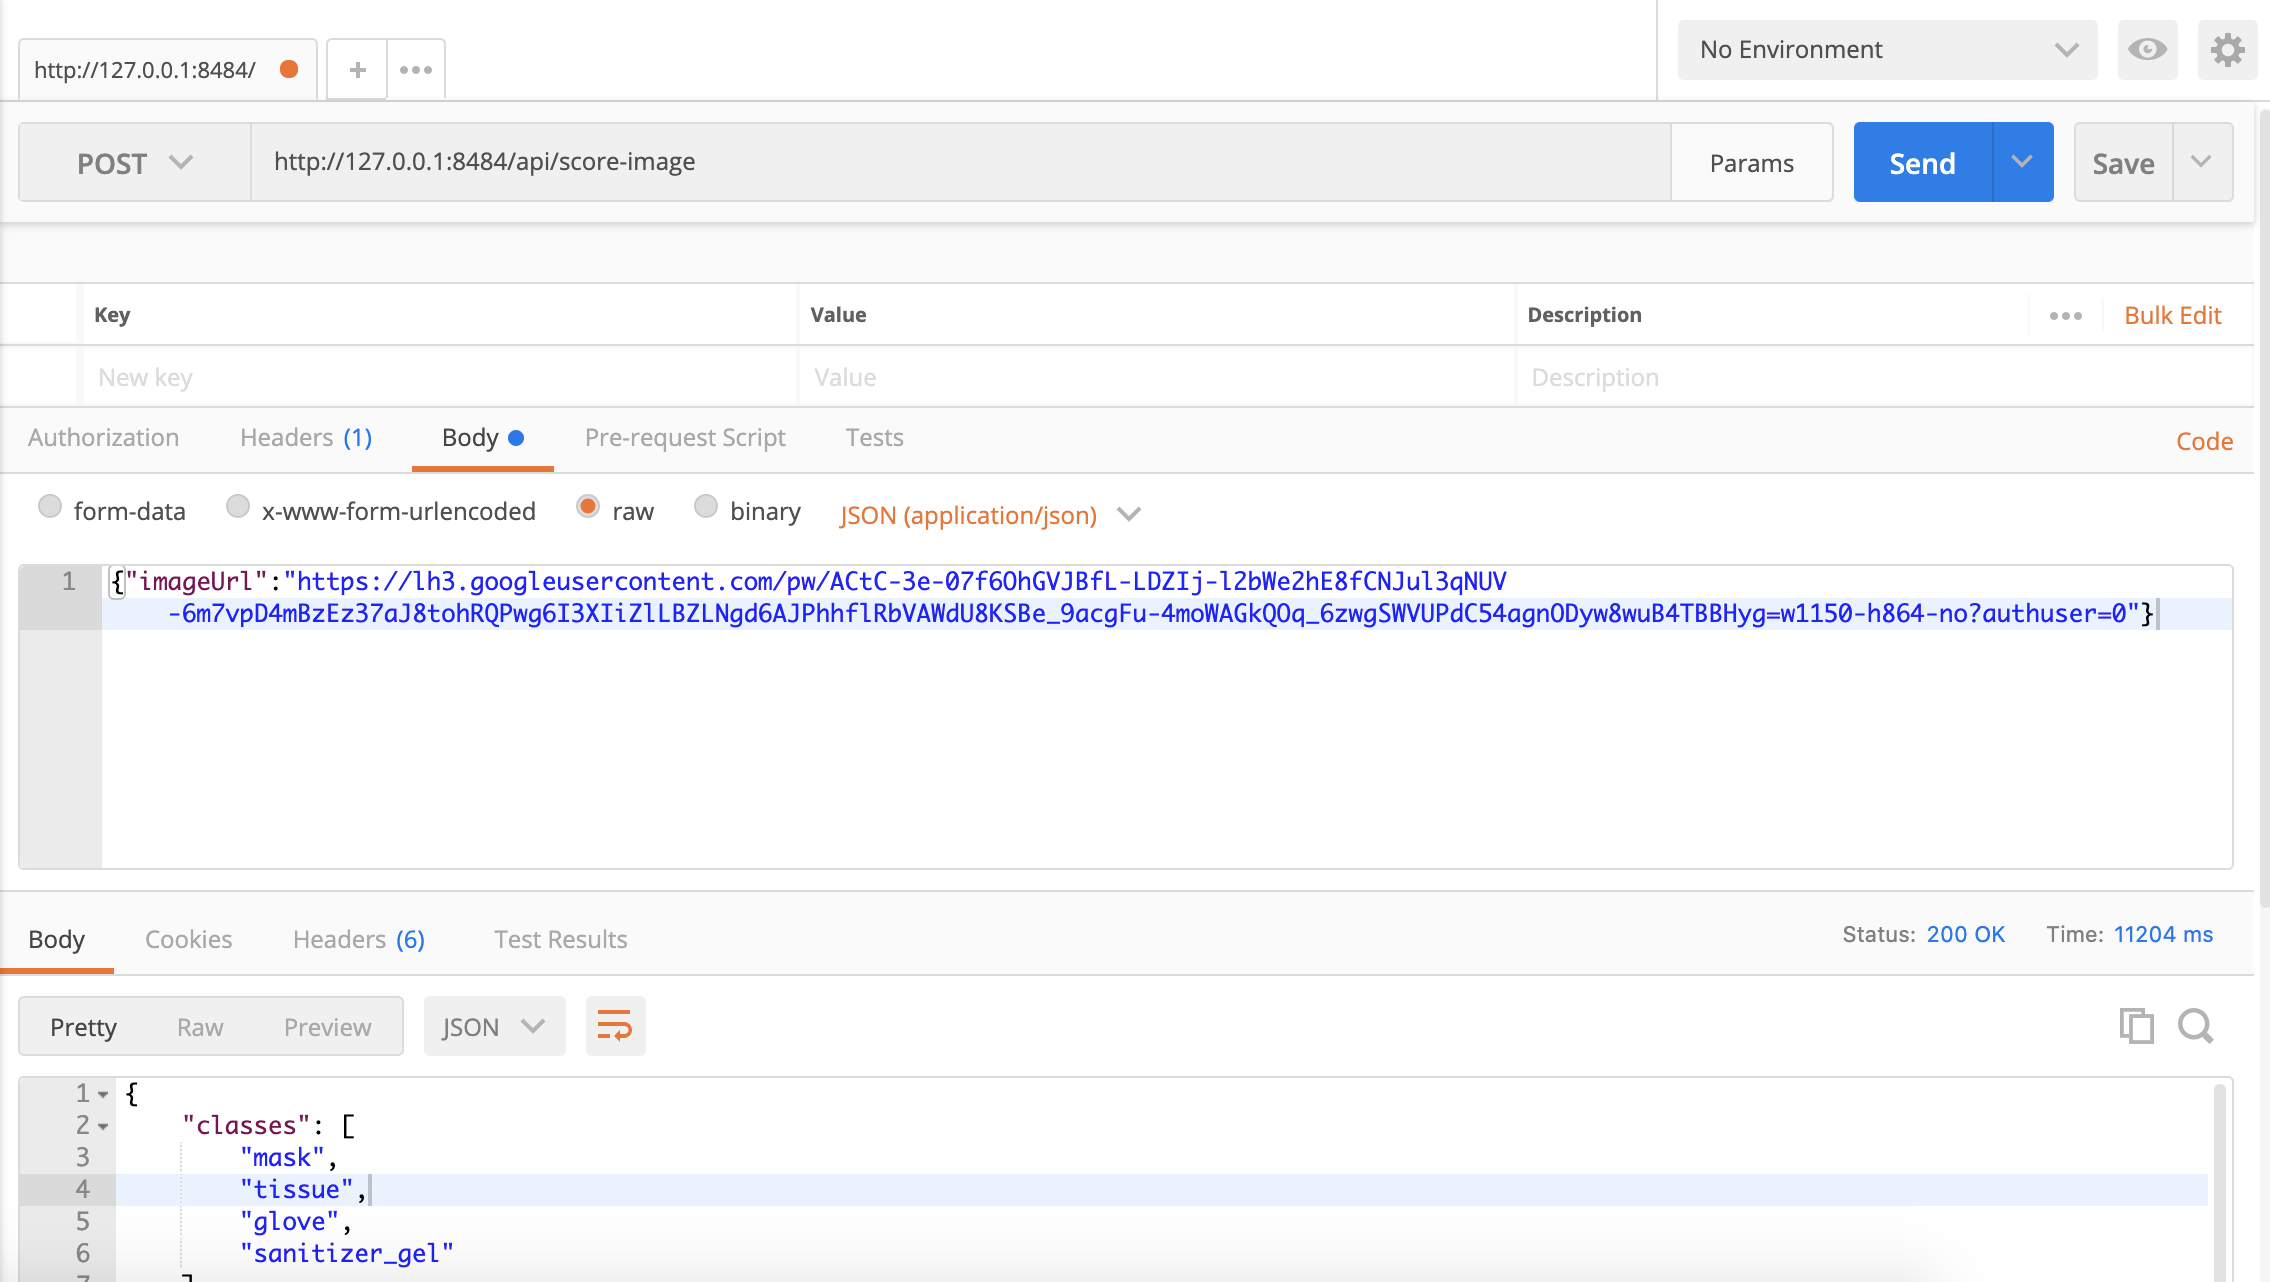 http://127.0.0.1:8484/
No Environment
POST
http://127.0.0.1:8484/api/score-image
Params
Send
Save
Key Value Description Bulk Edit
New key Value Description
Authorization Headers (1) Body Pre-request Script Tests Code
form-data x-www-form-urlencoded raw binary JSON (application/json)
1 {"imageUrl":"https://lh3.googleusercontent.com/pw/ACtC-3e-07f6OhGVJBfL-LDZIj-l2bWe2hE8fCNJul3qNUV
-6m7vpD4mBzEz37aJ8tohRQPwg6I3XIiZlLBZLNgd6AJPhhflRbVAWdU8KSBe_9acgFu-4moWAGkQOq_6zwgSWVUPdC54agnODyw8wuB4TBBHyg=w1150-h864-no?authuser=0"}
Body Cookies Headers (6) Test Results Status: 200 OK Time: 11204 ms
Pretty Raw Preview JSON
1 {
2 "classes": [
3 "mask",
4 "tissue",
5 "glove",
6 "sanitizer_gel"
7 ]